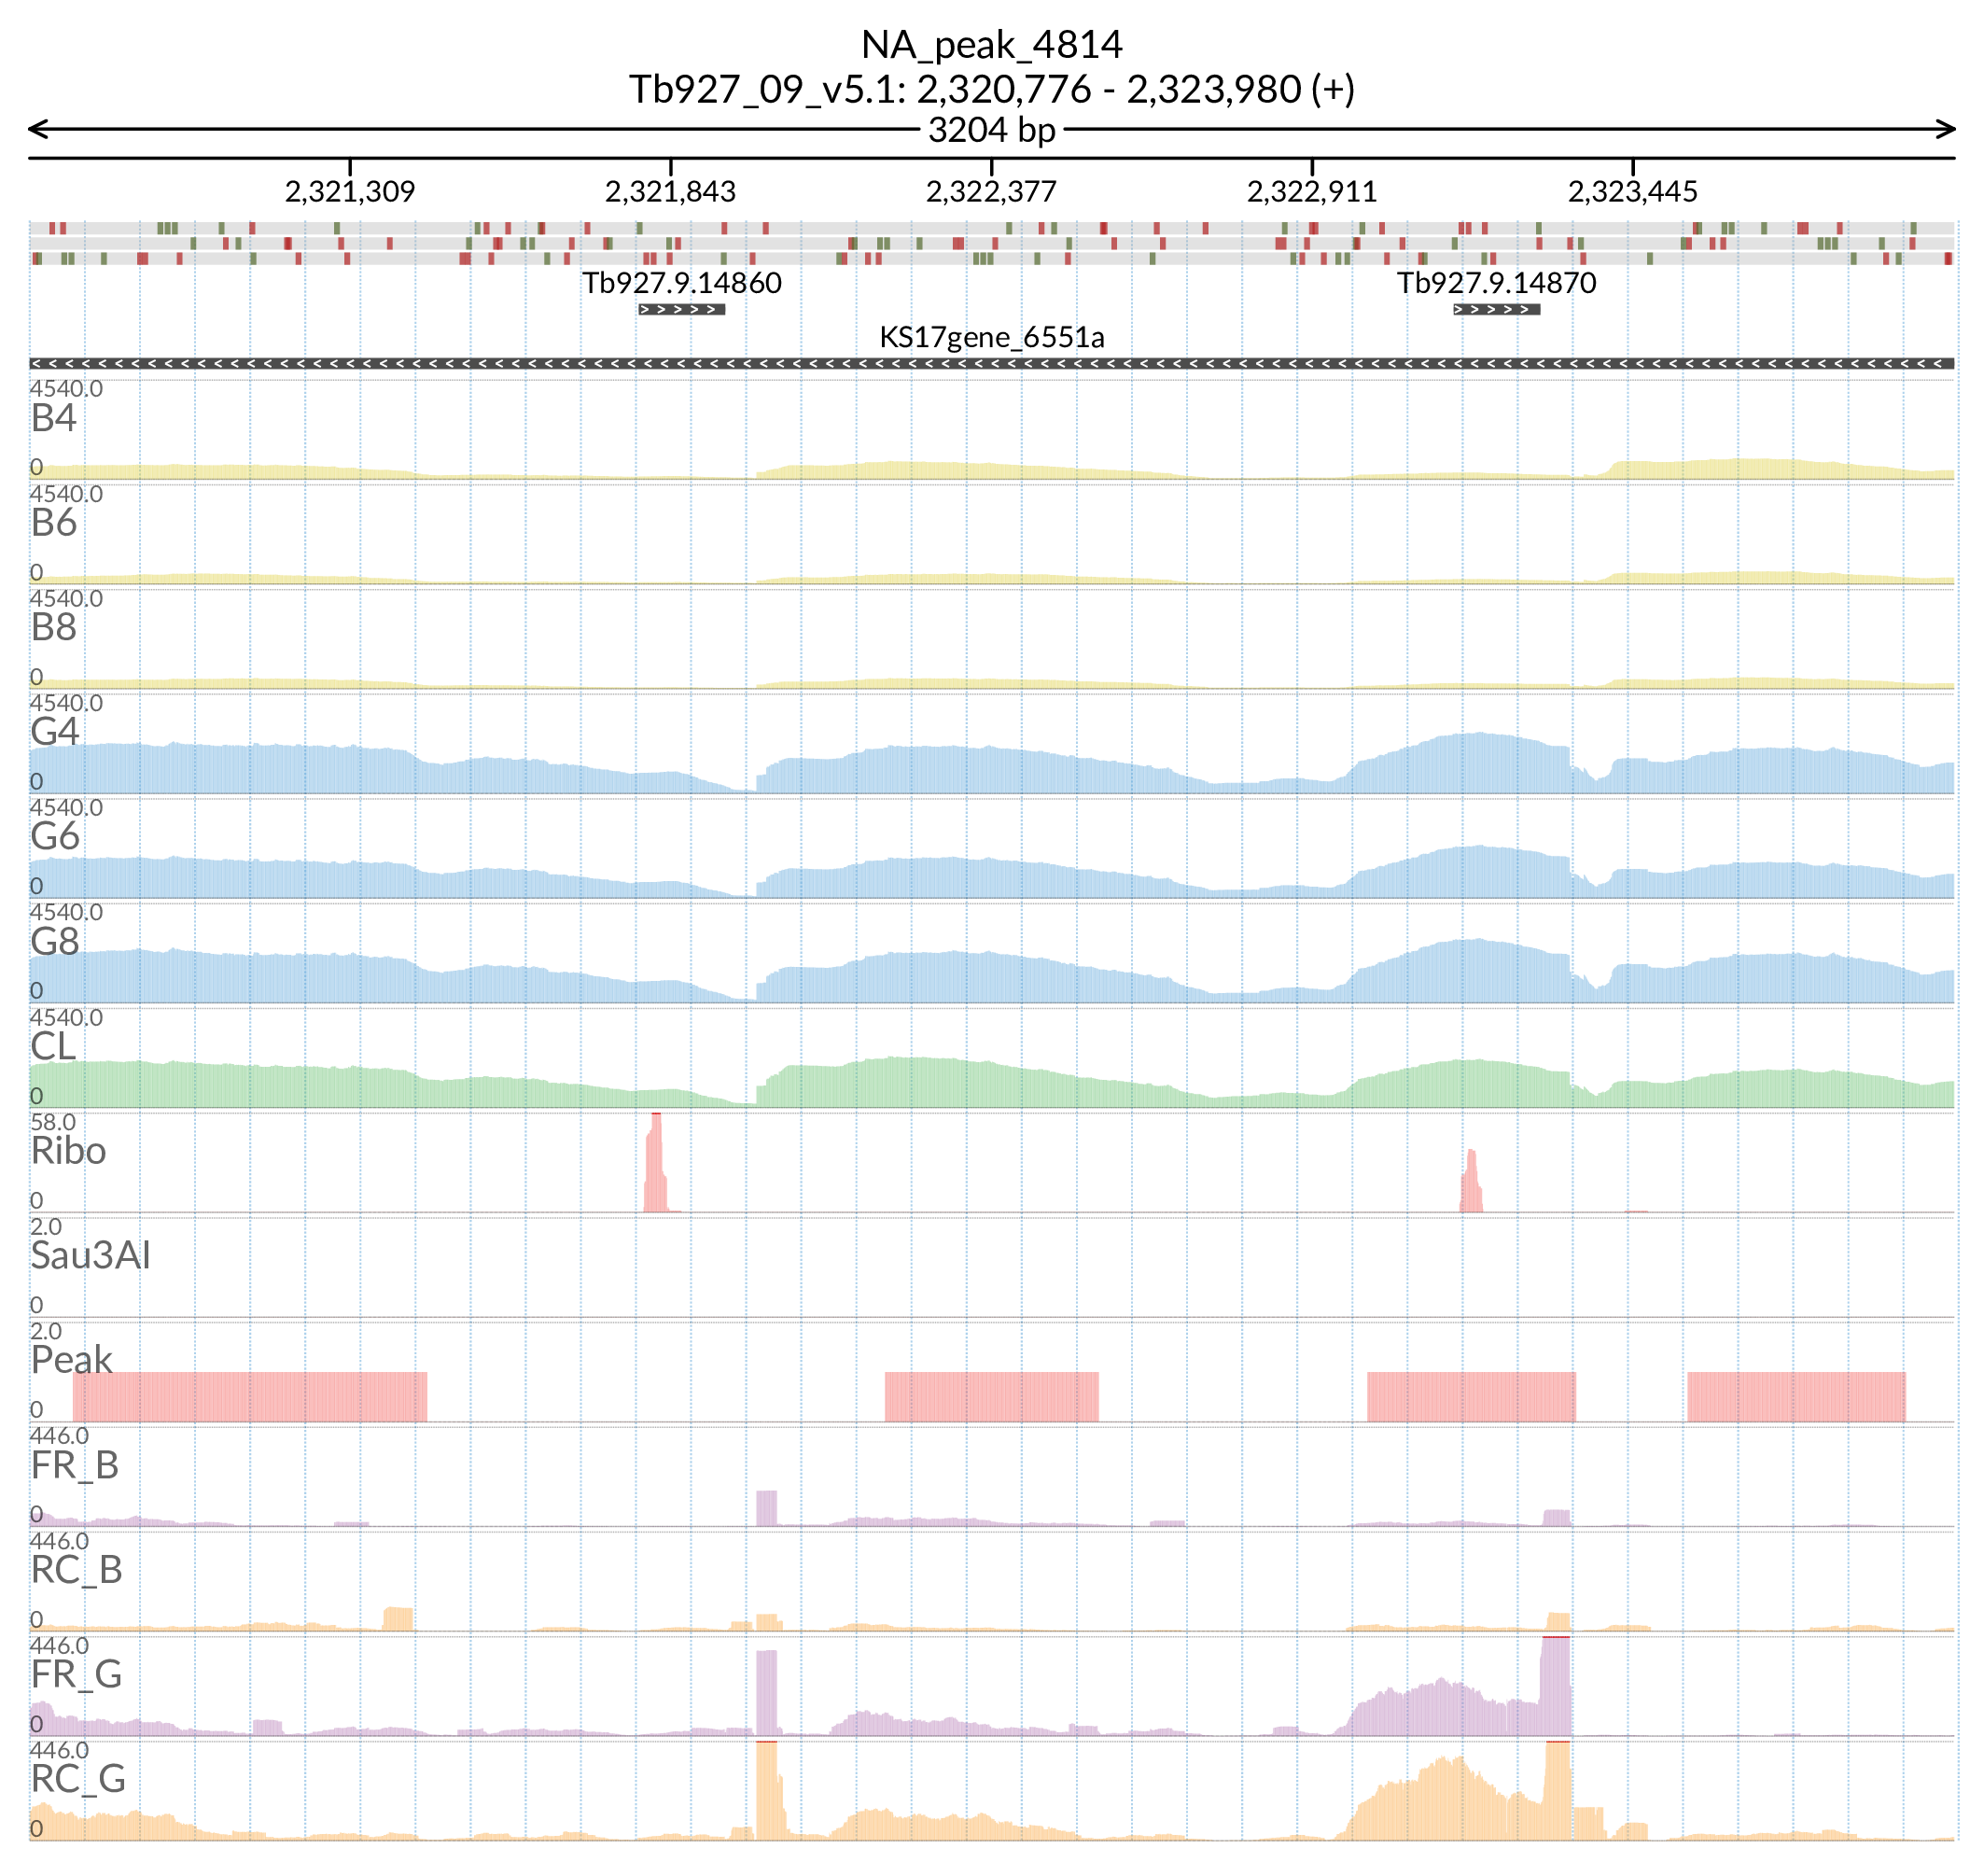 NA_peak_4814
Tb927_09_v5.1: 2,320,776 - 2,323,980 (+)
3204 bp
2,321,309 2,321,843 2,322,377 2,322,911 2,323,445
Tb927.9.14860 Tb927.9.14870
KS17gene_6551a
4540.0
B4
0
4540.0
B6
0
4540.0
B8
0
4540.0
G4
0
4540.0
G6
0
4540.0
G8
0
4540.0
CL
0
58.0
Ribo
0
2.0
Sau3AI
0
2.0
Peak
0
446.0
FR_B
0
446.0
RC_B
0
446.0
FR_G
0
446.0
RC_G
0